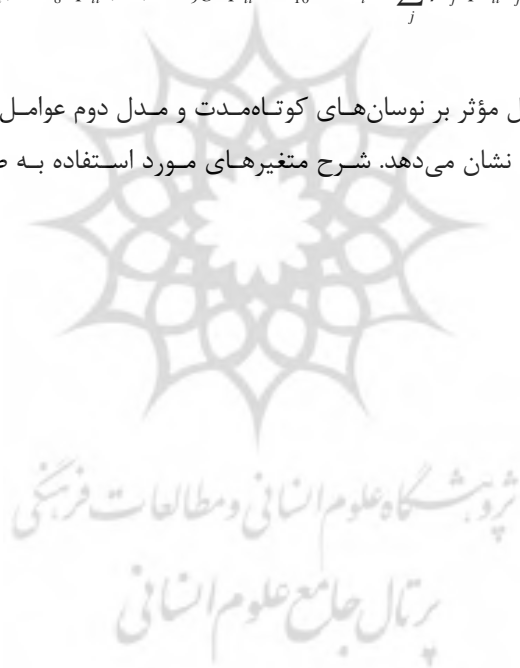 ل مؤثر بر نوسان‌های کوتاه‌مدت و مدل دوم عوامل
نشان می‌دهد. شرح متغیرهای مورد استفاده به
پژوهشگاه علوم انسانی و مطالعات فرهنگی
پرتال جامع علوم انسانی